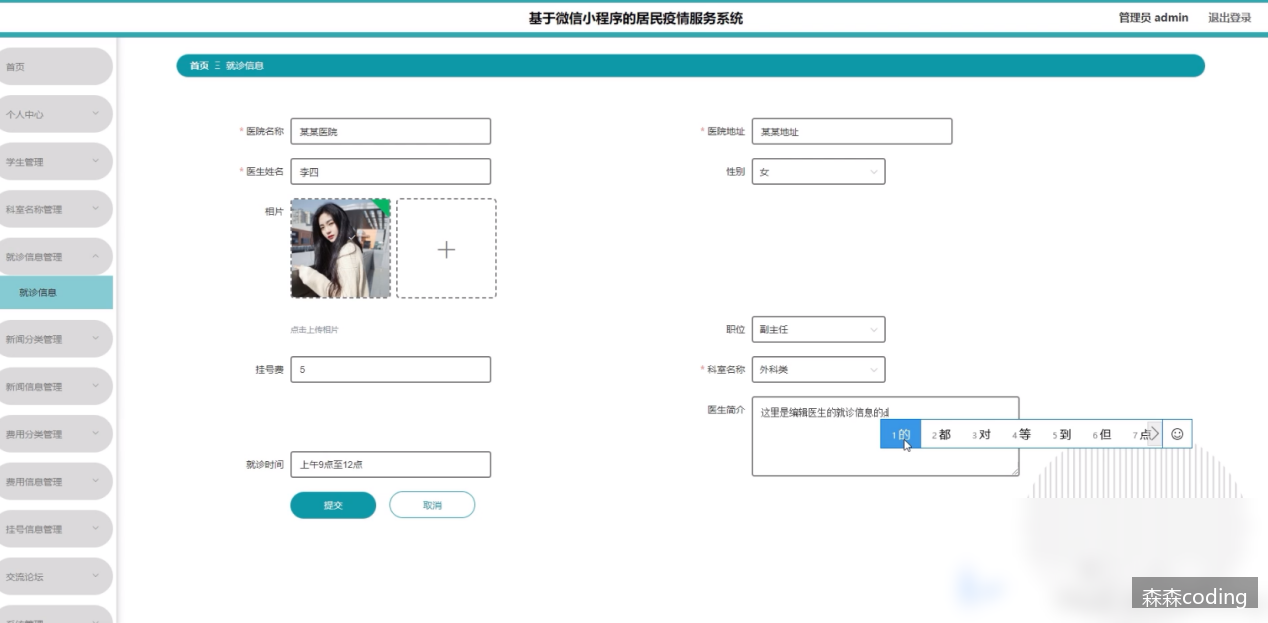 基于微信小程序的居民疫情服务系统
管理员 admin 退出登录
首页
个人中心
学生管理
科室名称管理
就诊信息管理
就诊信息
新闻分类管理
新闻信息管理
费用分类管理
费用信息管理
挂号信息管理
交流论坛
首页 Ξ 就诊信息
* 医院名称 某某医院
* 医院地址 某某地址
* 医生姓名 李四
性别 女
相片
点击上传相片
职位 副主任
挂号费 5
* 科室名称 外科类
医生简介 这里是编辑医生的就诊信息的d
1 的 2 都 3 对 4 等 5 到 6 但 7 点
就诊时间 上午9点至12点
提交 取消
森森coding